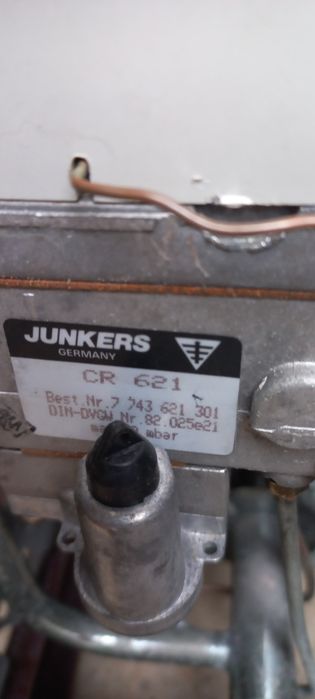 JUNKERS
GERMANY
CR 621
Best.Nr.7 743 621 301
DIN-DVGW Nr.82.025e21
mbar